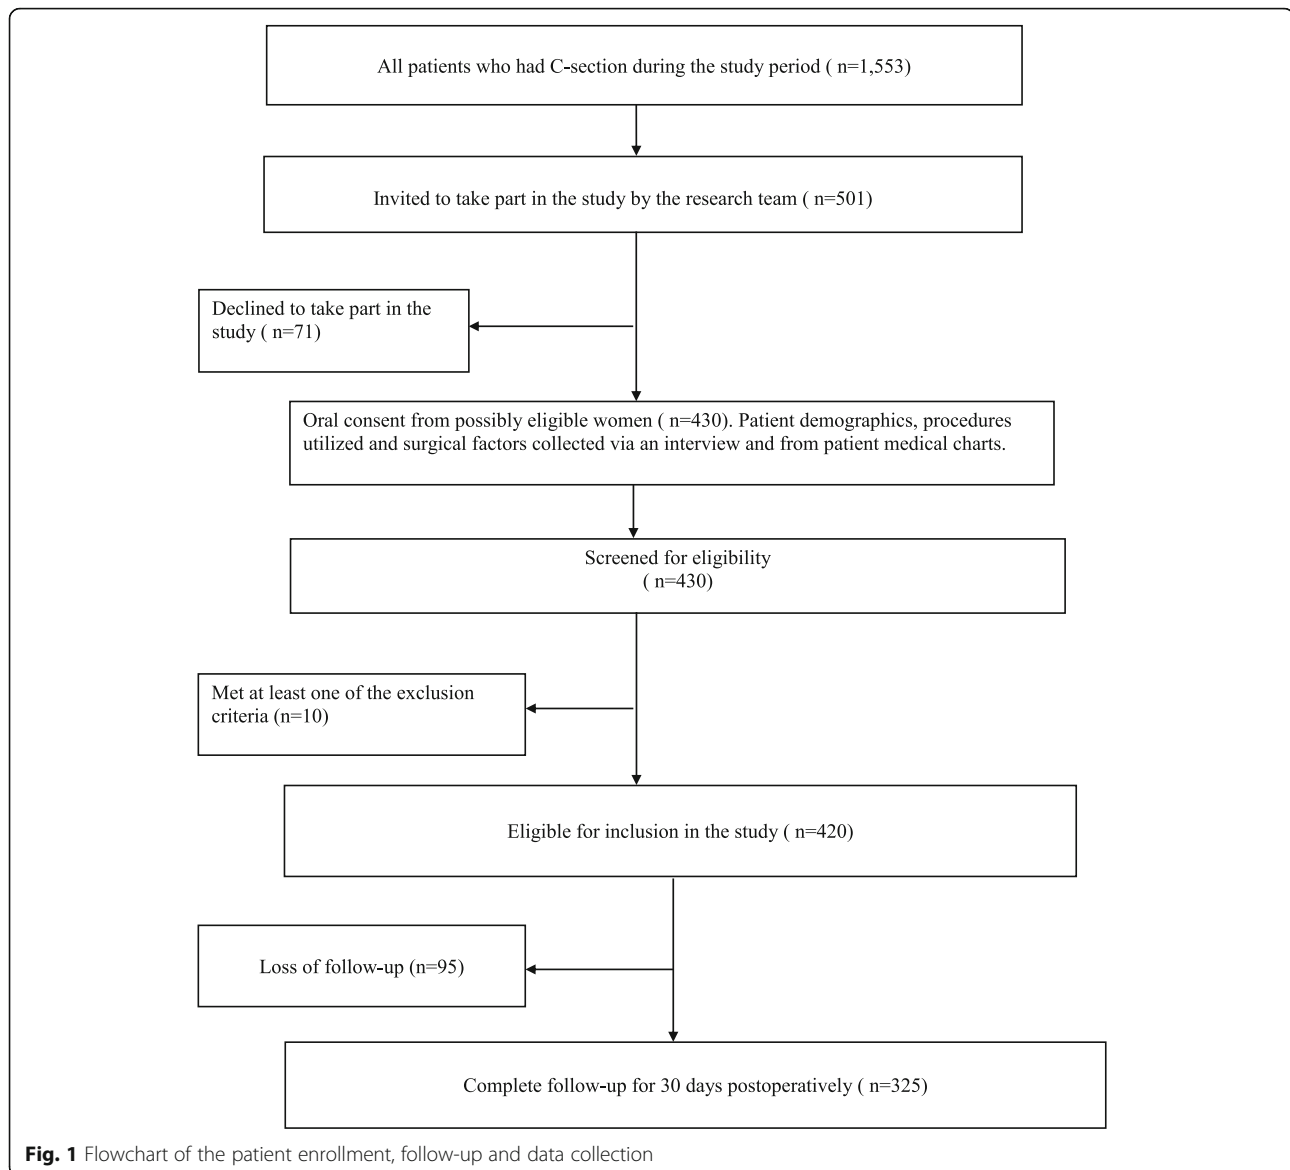 All patients who had C-section during the study period ( n=1,553)
Invited to take part in the study by the research team ( n=501)
Declined to take part in the
study ( n=71)
Oral consent from possibly eligible women ( n=430). Patient demographics, procedures
utilized and surgical factors collected via an interview and from patient medical charts.
Screened for eligibility
( n=430)
Met at least one of the exclusion
criteria (n=10)
Eligible for inclusion in the study ( n=420)
Loss of follow-up (n=95)
Complete follow-up for 30 days postoperatively ( n=325)
Fig. 1 Flowchart of the patient enrollment, follow-up and data collection